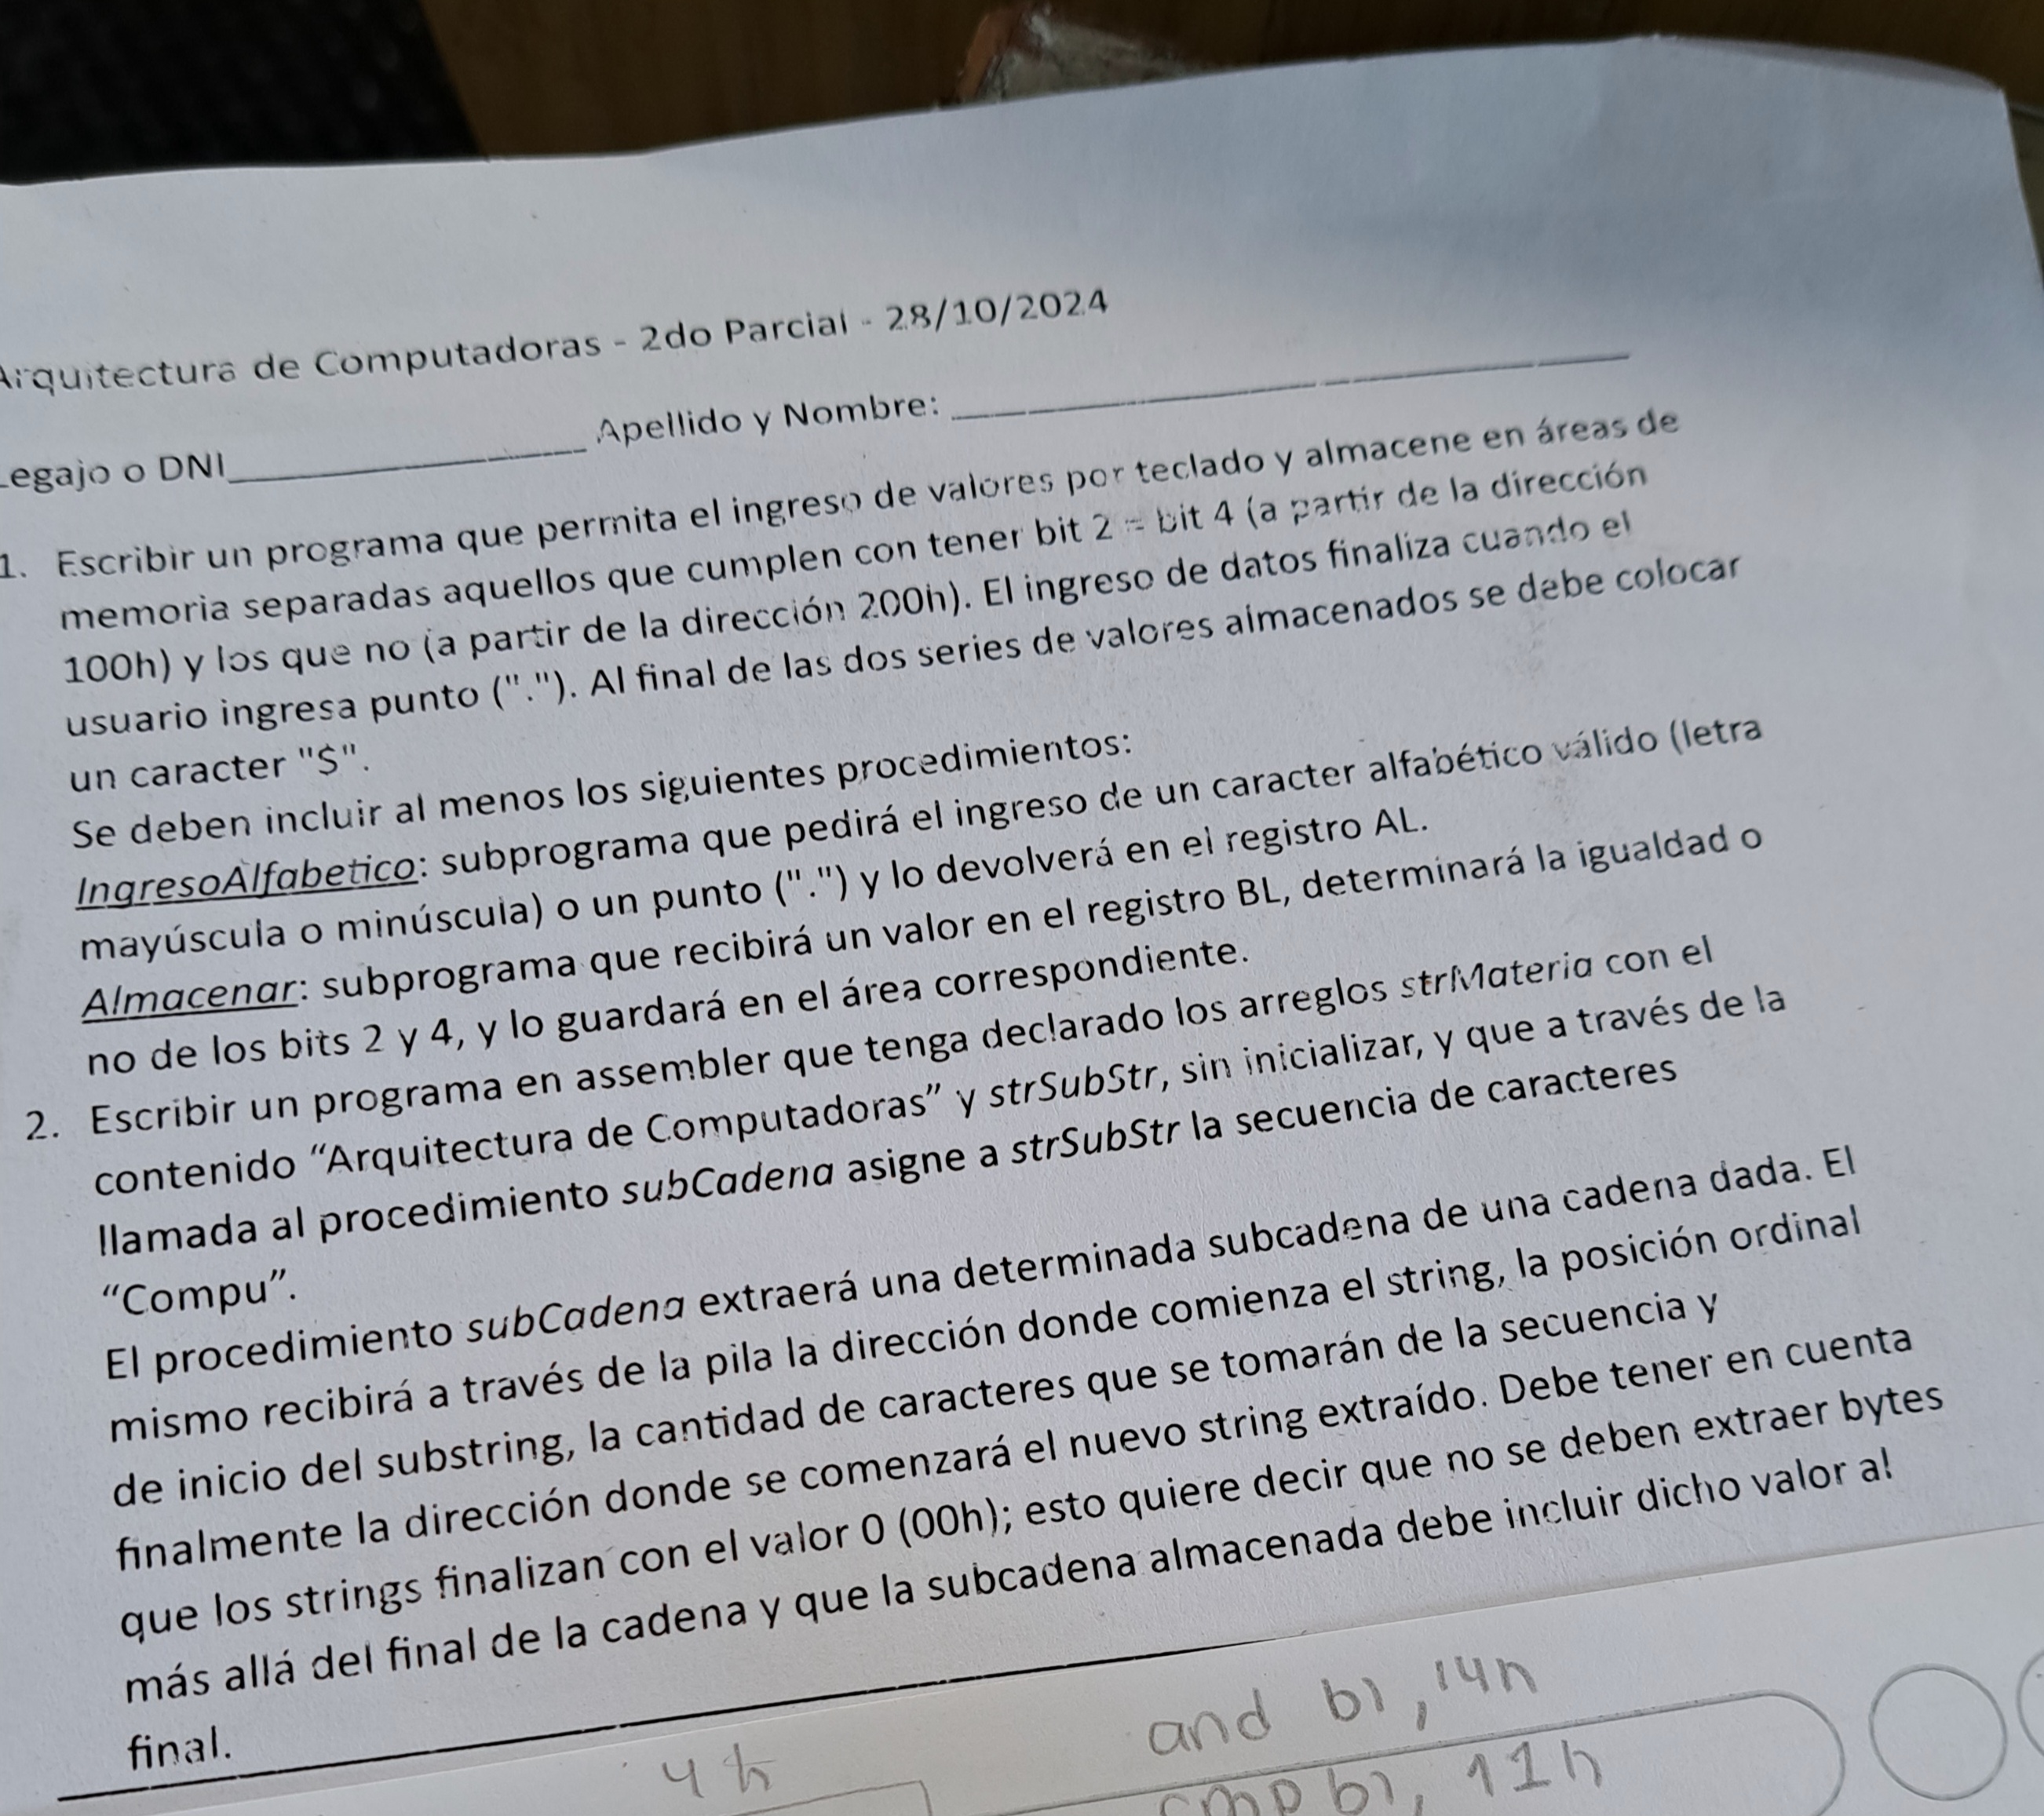 Arquitectura de Computadoras - 2do Parcial - 28/10/2024
Legajo o DNI____________________ Apellido y Nombre: ____________________
1. Escribir un programa que permita el ingreso de valores por teclado y almacene en áreas de
memoria separadas aquellos que cumplen con tener bit 2 = bit 4 (a partir de la dirección
100h) y los que no (a partir de la dirección 200h). El ingreso de datos finaliza cuando el
usuario ingresa punto ("."). Al final de las dos series de valores almacenados se debe colocar
un caracter "$".
Se deben incluir al menos los siguientes procedimientos:
IngresoAlfabetico: subprograma que pedirá el ingreso de un caracter alfabético válido (letra
mayúscula o minúscula) o un punto (".") y lo devolverá en el registro AL.
Almacenar: subprograma que recibirá un valor en el registro BL, determinará la igualdad o
no de los bits 2 y 4, y lo guardará en el área correspondiente.
2. Escribir un programa en assembler que tenga declarado los arreglos strMateria con el
contenido “Arquitectura de Computadoras” y strSubStr, sin inicializar, y que a través de la
llamada al procedimiento subCadena asigne a strSubStr la secuencia de caracteres
“Compu”.
El procedimiento subCadena extraerá una determinada subcadena de una cadena dada. El
mismo recibirá a través de la pila la dirección donde comienza el string, la posición ordinal
de inicio del substring, la cantidad de caracteres que se tomarán de la secuencia y
finalmente la dirección donde se comenzará el nuevo string extraído. Debe tener en cuenta
que los strings finalizan con el valor 0 (00h); esto quiere decir que no se deben extraer bytes
más allá del final de la cadena y que la subcadena almacenada debe incluir dicho valor al
final.
4h
and bl, 14h
cmp bl, 11h